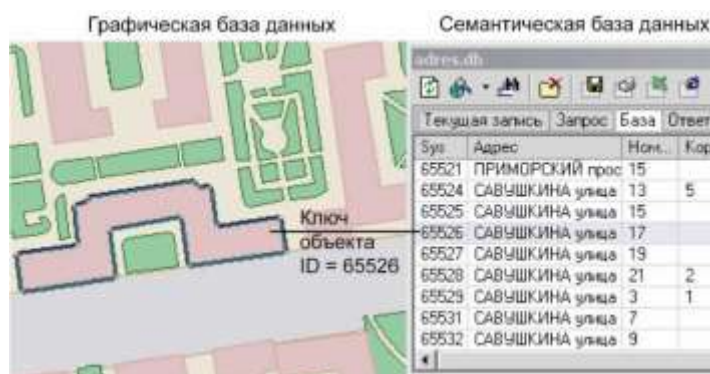 Графическая база данных
Семантическая база данных
adres.db
Текущая запись Запрос База Ответ
Sys Адрес Ном... Кор
65521 ПРИМОРСКИЙ прос 15
65524 САВУШКИНА улица 13 5
65525 САВУШКИНА улица 15
65526 САВУШКИНА улица 17
65527 САВУШКИНА улица 19
65528 САВУШКИНА улица 21 2
65529 САВУШКИНА улица 3 1
65531 САВУШКИНА улица 7
65532 САВУШКИНА улица 9
Ключ
объекта
ID = 65526